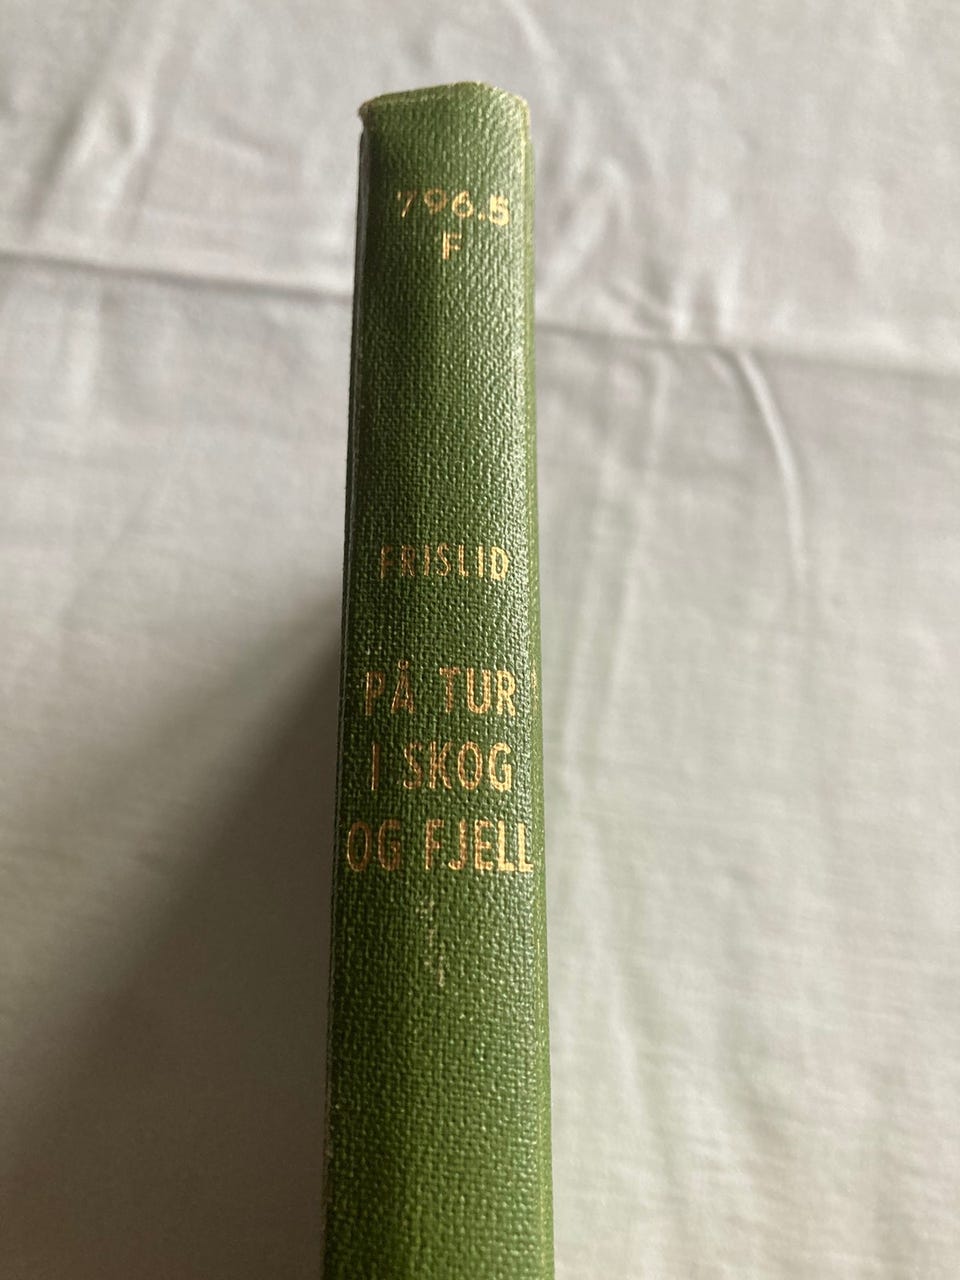 796.5
F
FRISLID
PÅ TUR
I SKOG
OG FJELL